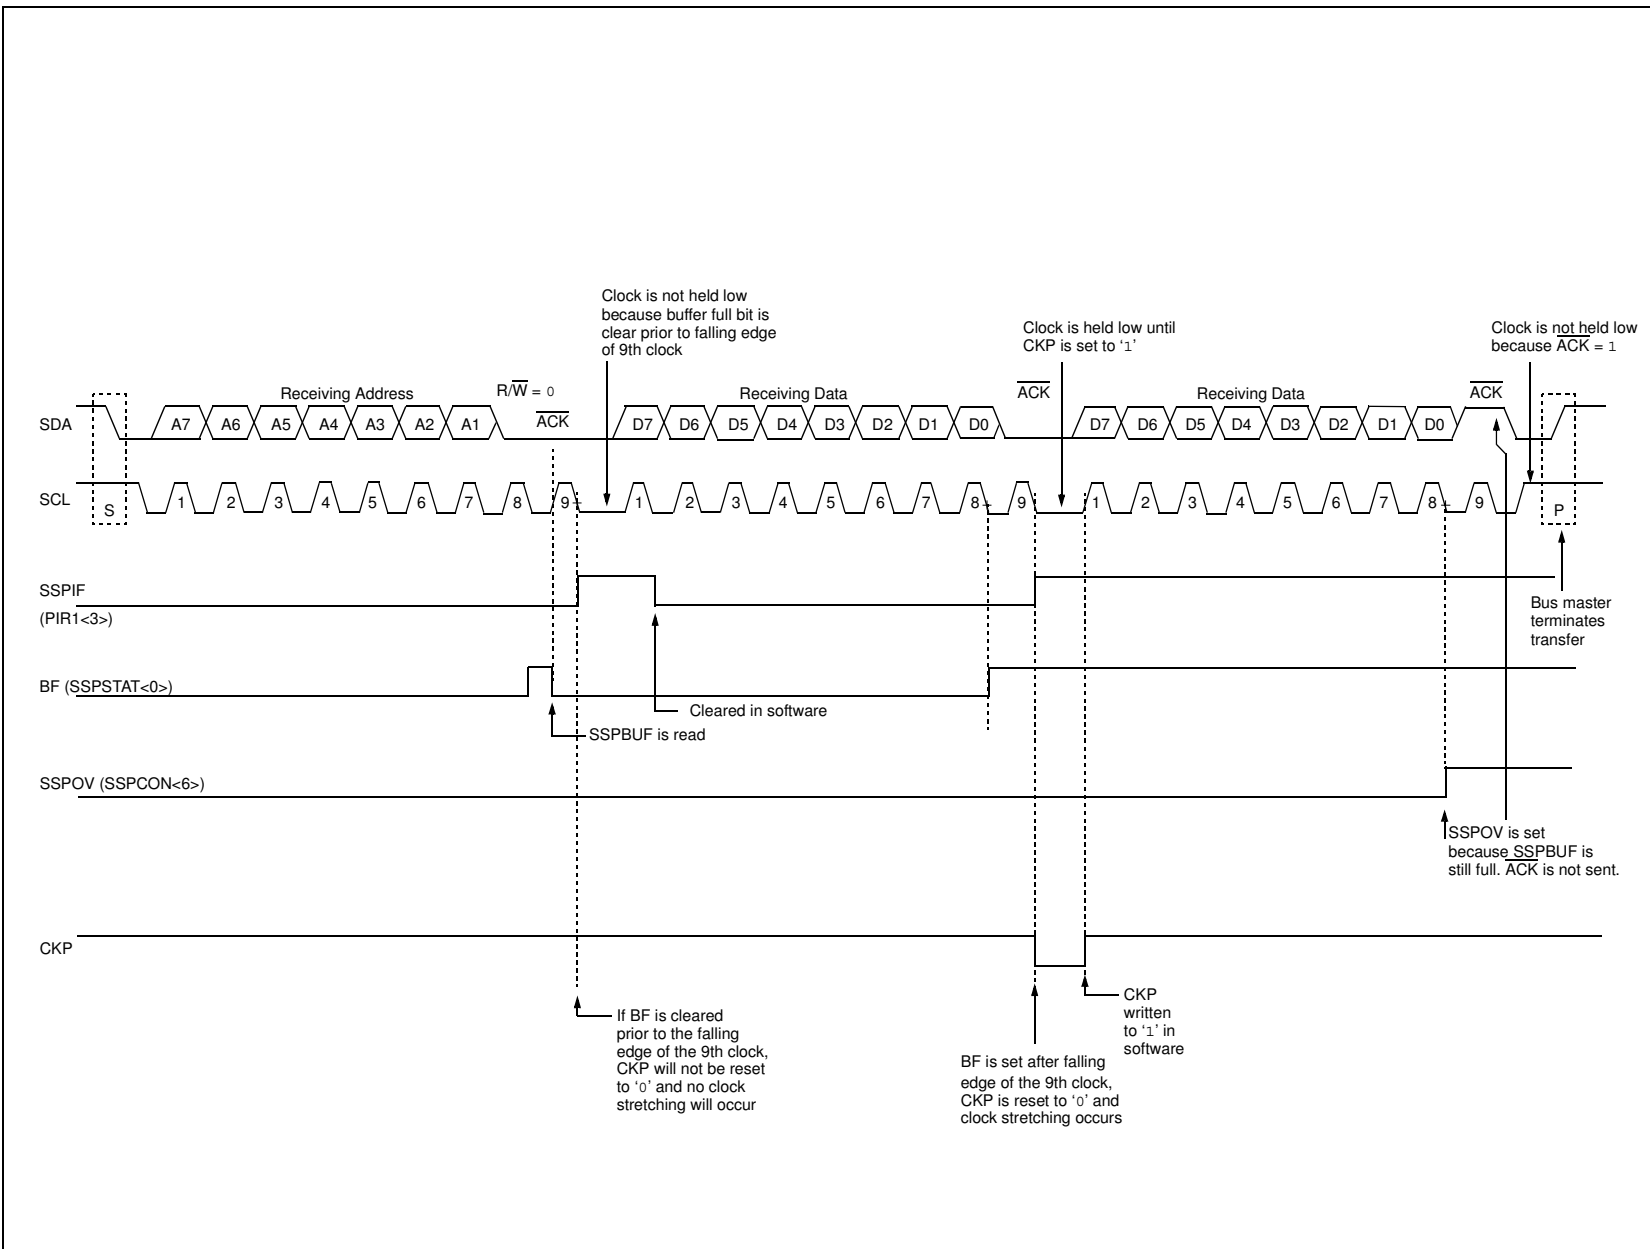 Clock is not held low
because buffer full bit is
clear prior to falling edge
of 9th clock
Clock is held low until
CKP is set to ‘1’
Clock is not held low
because ACK = 1
Receiving Address
R/W = 0
ACK
Receiving Data
ACK
Receiving Data
ACK
SDA
A7 A6 A5 A4 A3 A2 A1
D7 D6 D5 D4 D3 D2 D1 D0
D7 D6 D5 D4 D3 D2 D1 D0
SCL
S
1 2 3 4 5 6 7 8 9
1 2 3 4 5 6 7 8 9
1 2 3 4 5 6 7 8 9
P
SSPIF
(PIR1<3>)
Bus master
terminates
transfer
BF (SSPSTAT<0>)
Cleared in software
SSPBUF is read
SSPOV (SSPCON<6>)
SSPOV is set
because SSPBUF is
still full. ACK is not sent.
CKP
If BF is cleared
prior to the falling
edge of the 9th clock,
CKP will not be reset
to ‘0’ and no clock
stretching will occur
BF is set after falling
edge of the 9th clock,
CKP is reset to ‘0’ and
clock stretching occurs
CKP
written
to ‘1’ in
software